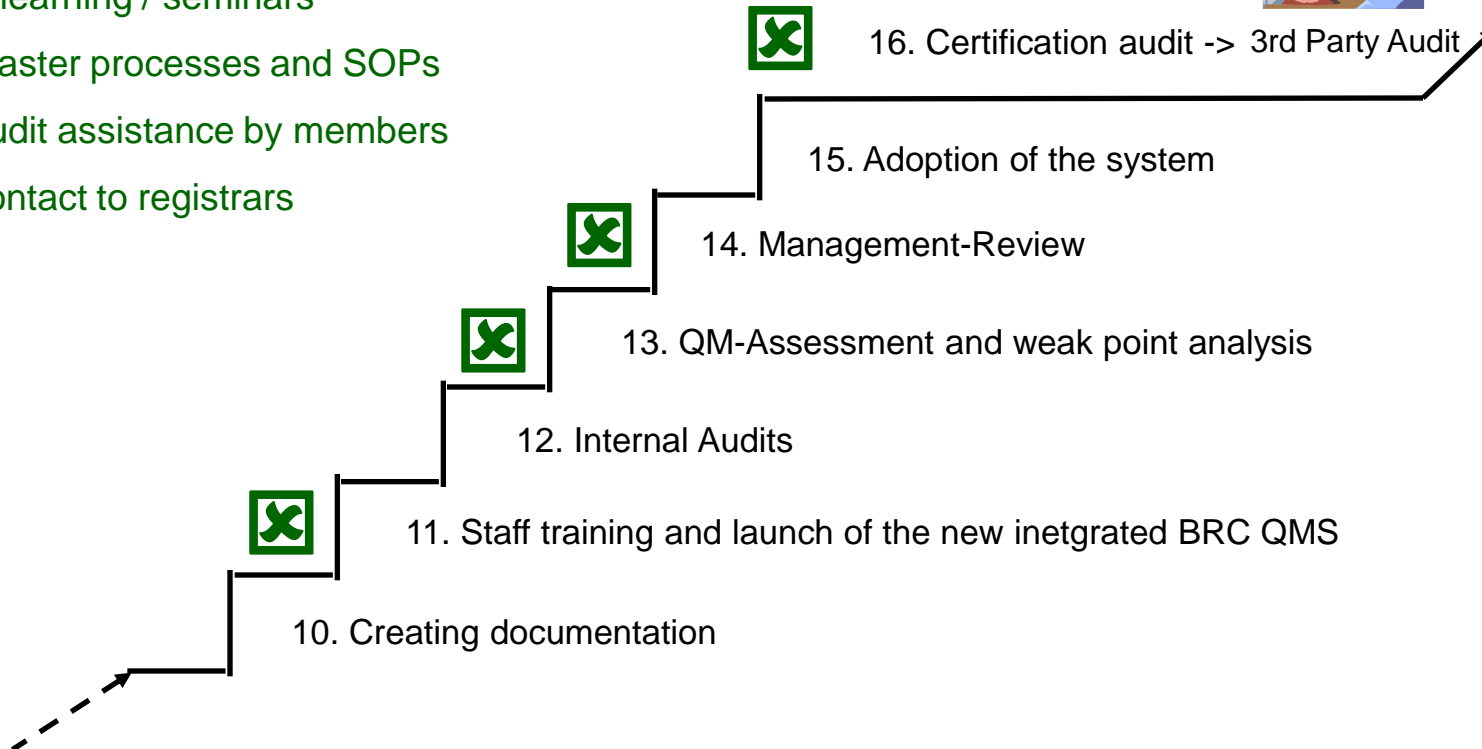 learning / seminars
aster processes and SOPs
udit assistance by members
ontact to registrars
16. Certification audit -> 3rd Party Audit
15. Adoption of the system
14. Management-Review
13. QM-Assessment and weak point analysis
12. Internal Audits
11. Staff training and launch of the new inetgrated BRC QMS
10. Creating documentation